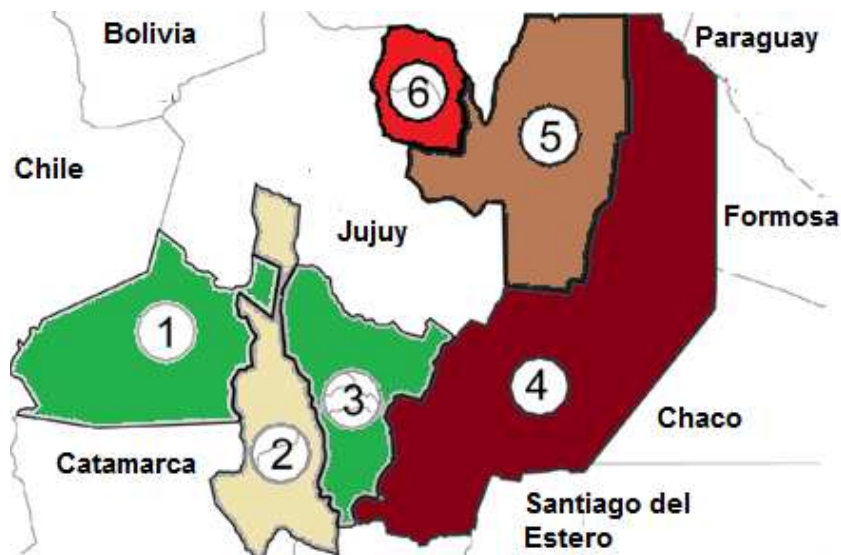 Bolivia
Paraguay
6
5
Chile
Formosa
Jujuy
1
4
3
Chaco
2
Catamarca
Santiago del
Estero